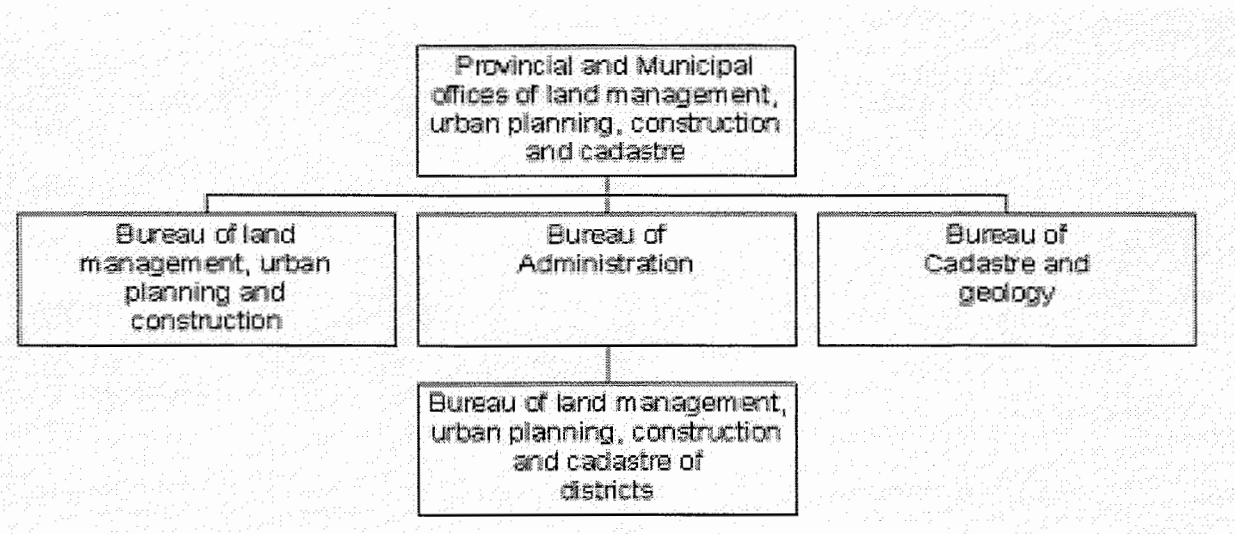 Provincial and Municipal
offices of land management,
urban planning, construction
and cadastre
Bureau of land
management, urban
planning and
construction
Bureau of
Administration
Bureau of
Cadastre and
geology
Bureau of land management,
urban planning, construction
and cadastre of
districts